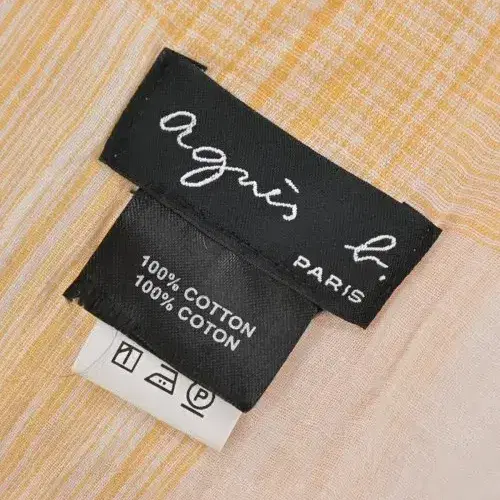 agnès b.
PARIS
100% COTTON
100% COTON
P